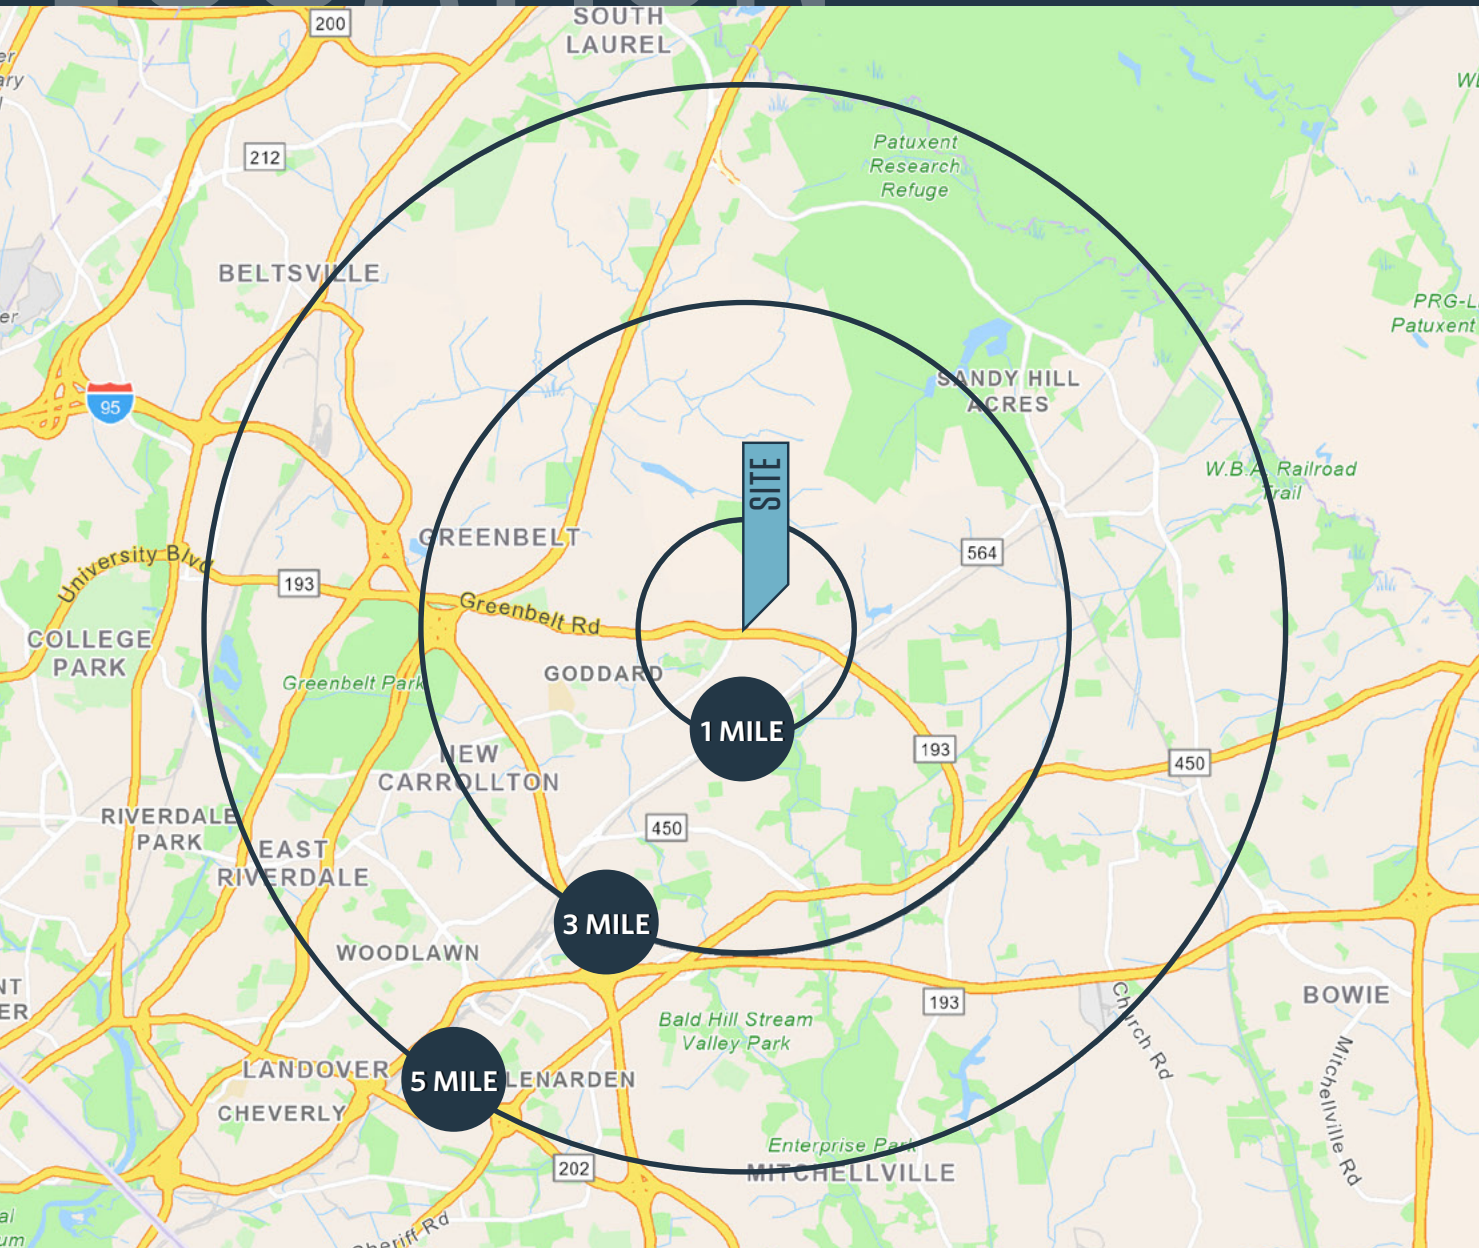 200
SOUTH
LAUREL
212
Patuxent
Research
Refuge
BELTSVILLE
PRG-L
Patuxent
95
SANDY HILL
ACRES
SITE
W.B.A. Railroad
Trail
GREENBELT
564
University Blvd
193
Greenbelt Rd
COLLEGE
PARK
GODDARD
Greenbelt Park
1 MILE
193
450
NEW
CARROLLTON
RIVERDALE
PARK
450
EAST
RIVERDALE
3 MILE
WOODLAWN
193
BOWIE
Church Rd
Bald Hill Stream
Valley Park
Mitchellville Rd
LANDOVER
5 MILE
LENARDEN
CHEVERLY
Enterprise Park
MITCHELLVILLE
202
Sheriff Rd